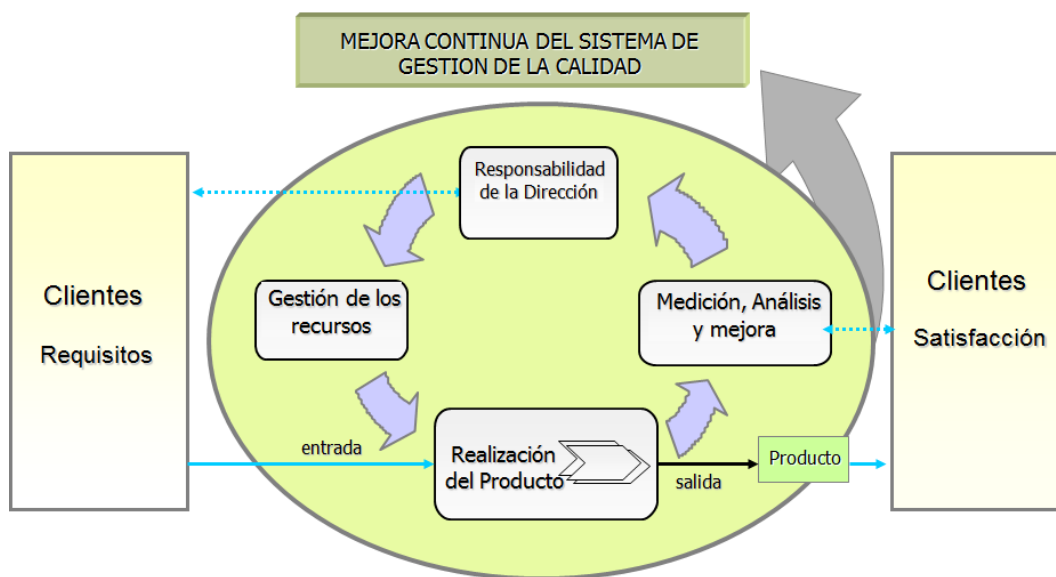 MEJORA CONTINUA DEL SISTEMA DE
GESTION DE LA CALIDAD
Clientes
Requisitos
Responsabilidad
de la Dirección
Gestión de los
recursos
Medición, Análisis
y mejora
Clientes
Satisfacción
entrada
Realización
del Producto
salida
Producto